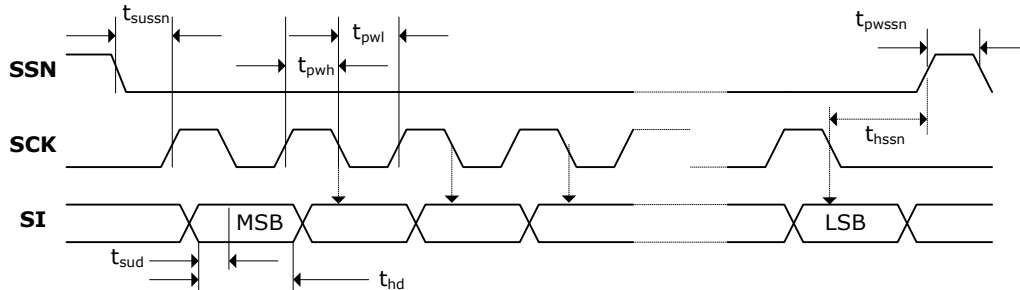 t_sussn
t_pwl
t_pwssn
t_pwh
SSN
SCK
t_hssn
SI
MSB
LSB
t_sud
t_hd